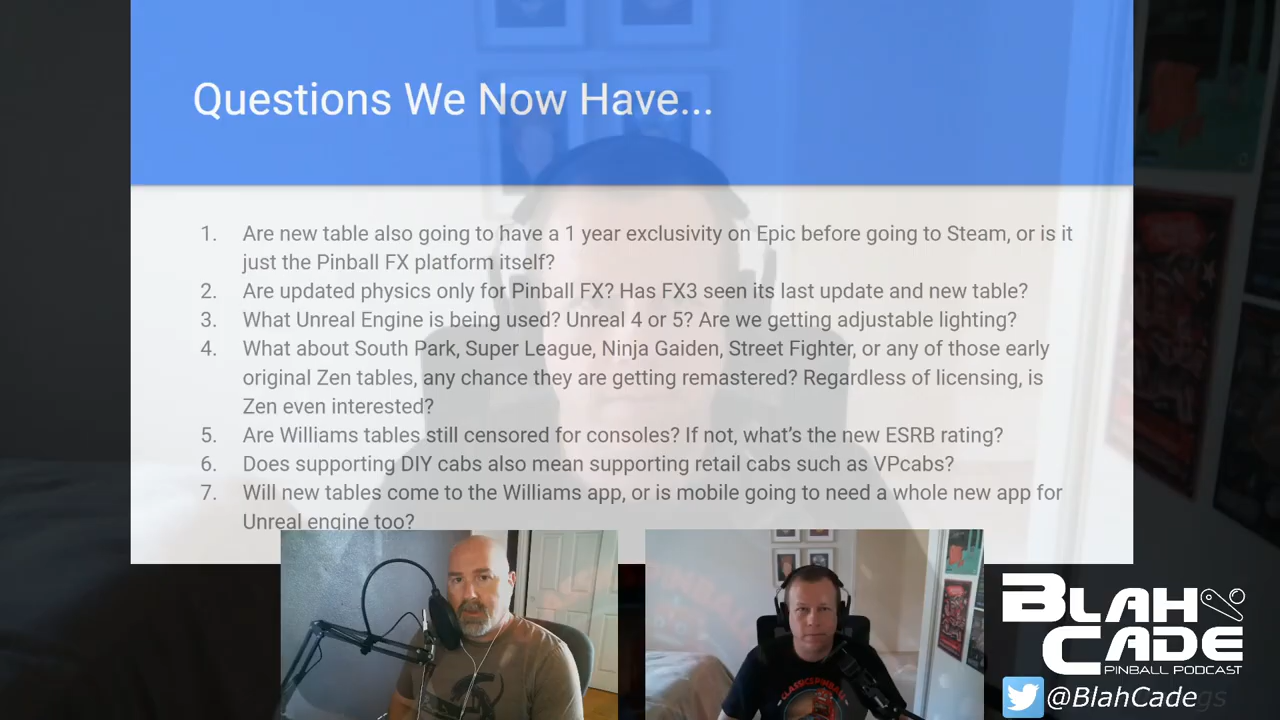 Questions We Now Have...
1. Are new table also going to have a 1 year exclusivity on Epic before going to Steam, or is it
just the Pinball FX platform itself?
2. Are updated physics only for Pinball FX? Has FX3 seen its last update and new table?
3. What Unreal Engine is being used? Unreal 4 or 5? Are we getting adjustable lighting?
4. What about South Park, Super League, Ninja Gaiden, Street Fighter, or any of those early
original Zen tables, any chance they are getting remastered? Regardless of licensing, is
Zen even interested?
5. Are Williams tables still censored for consoles? If not, what's the new ESRB rating?
6. Does supporting DIY cabs also mean supporting retail cabs such as VPcabs?
7. Will new tables come to the Williams app, or is mobile going to need a whole new app for
Unreal engine too?
BLAH
CADE
PINBALL PODCAST
@BlahCade